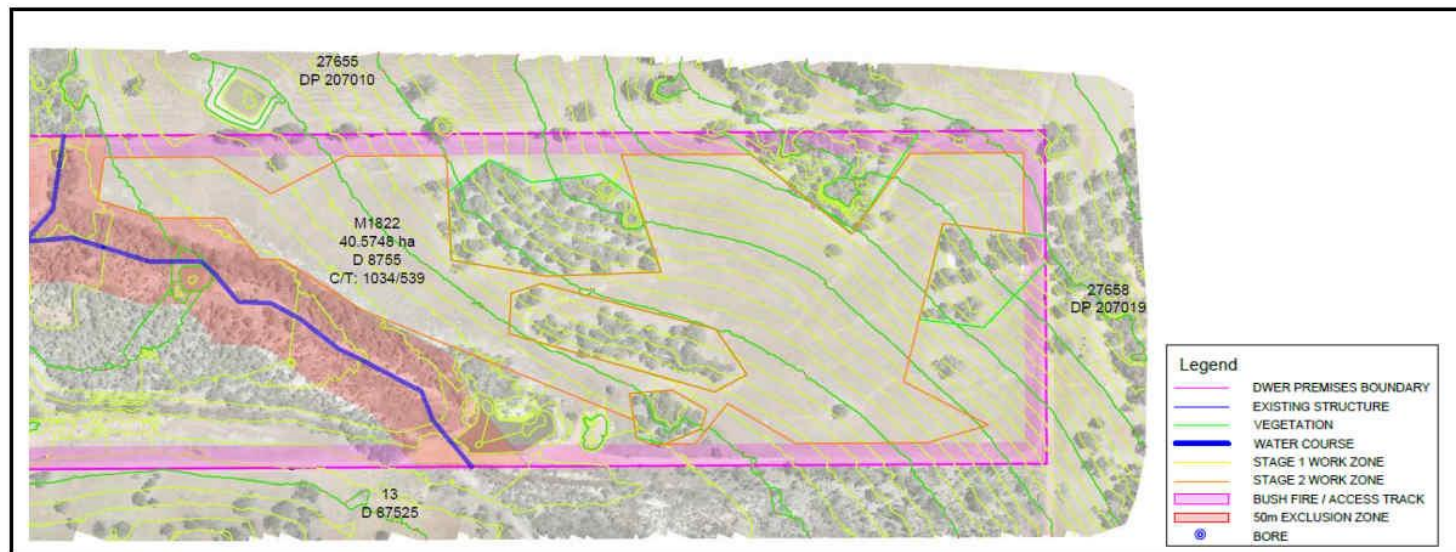 27655
DP 207010
M1822
40.5748 ha
D 8755
C/T: 1034/539
27658
DP 207019
13
D 87525
Legend
DWER PREMISES BOUNDARY
EXISTING STRUCTURE
VEGETATION
WATER COURSE
STAGE 1 WORK ZONE
STAGE 2 WORK ZONE
BUSH FIRE / ACCESS TRACK
50m EXCLUSION ZONE
BORE